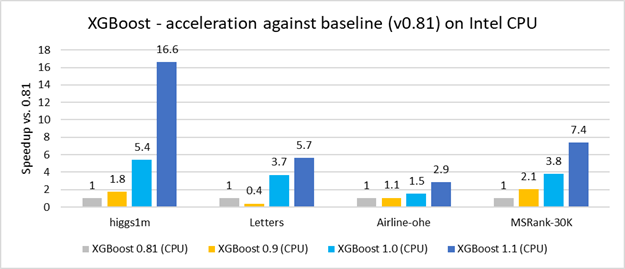 XGBoost - acceleration against baseline (v0.81) on Intel CPU
Speedup vs. 0.81
18
16
14
12
10
8
6
4
2
0
1 1.8 5.4 16.6
1 0.4 3.7 5.7
1 1.1 1.5 2.9
1 2.1 3.8 7.4
higgs1m Letters Airline-ohe MSRank-30K
XGBoost 0.81 (CPU) XGBoost 0.9 (CPU) XGBoost 1.0 (CPU) XGBoost 1.1 (CPU)